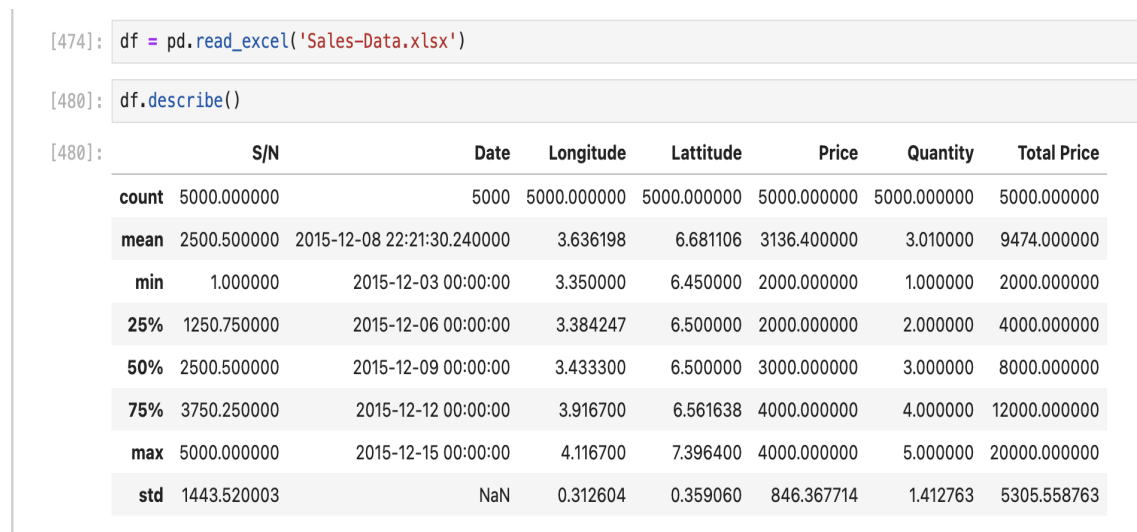 [474]: df = pd.read_excel('Sales-Data.xlsx')
[480]: df.describe()
[480]: S/N Date Longitude Lattitude Price Quantity Total Price
count 5000.000000 5000 5000.000000 5000.000000 5000.000000 5000.000000 5000.000000
mean 2500.500000 2015-12-08 22:21:30.240000 3.636198 6.681106 3136.400000 3.010000 9474.000000
min 1.000000 2015-12-03 00:00:00 3.350000 6.450000 2000.000000 1.000000 2000.000000
25% 1250.750000 2015-12-06 00:00:00 3.384247 6.500000 2000.000000 2.000000 4000.000000
50% 2500.500000 2015-12-09 00:00:00 3.433300 6.500000 3000.000000 3.000000 8000.000000
75% 3750.250000 2015-12-12 00:00:00 3.916700 6.561638 4000.000000 4.000000 12000.000000
max 5000.000000 2015-12-15 00:00:00 4.116700 7.396400 4000.000000 5.000000 20000.000000
std 1443.520003 NaN 0.312604 0.359060 846.367714 1.412763 5305.558763